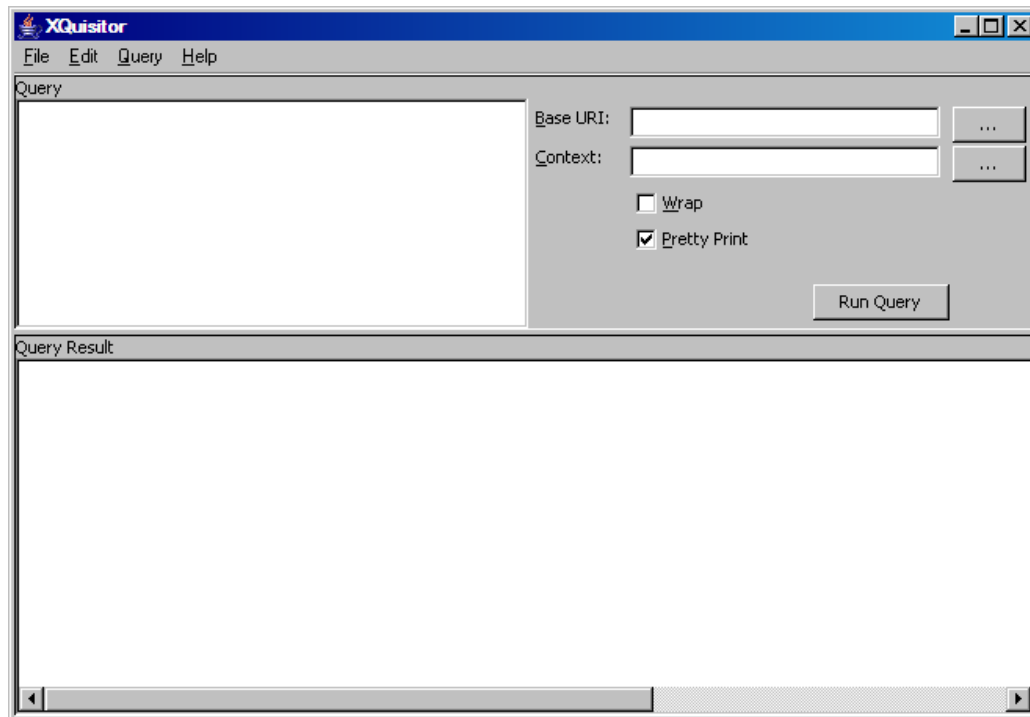 XQuisitor
File Edit Query Help
Query
Base URI:
...
Context:
...
Wrap
Pretty Print
Run Query
Query Result